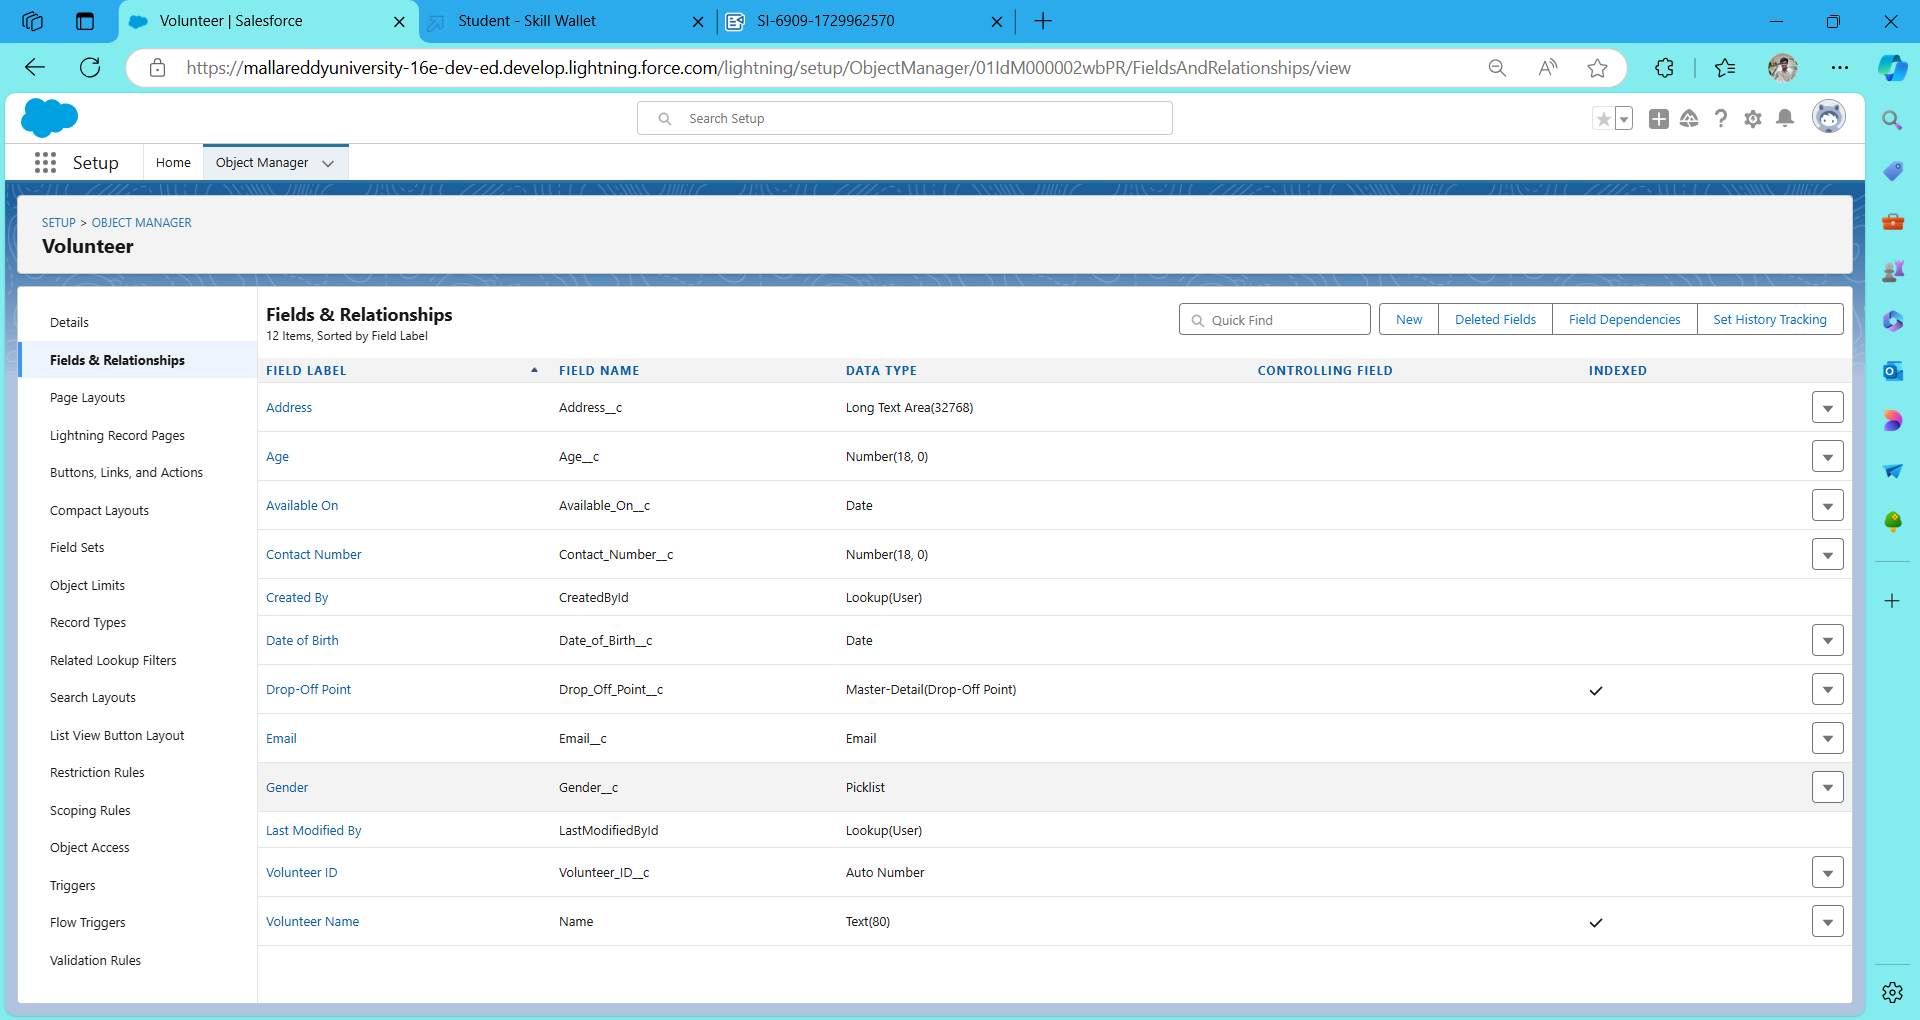 Volunteer | Salesforce
Student - Skill Wallet
SI-6909-1729962570
https://mallareddyuniversity-16e-dev-ed.develop.lightning.force.com/lightning/setup/ObjectManager/01IdM000002wbPR/FieldsAndRelationships/view
Search Setup
Setup
Home
Object Manager
SETUP > OBJECT MANAGER
Volunteer
Details
Fields & Relationships
Page Layouts
Lightning Record Pages
Buttons, Links, and Actions
Compact Layouts
Field Sets
Object Limits
Record Types
Related Lookup Filters
Search Layouts
List View Button Layout
Restriction Rules
Scoping Rules
Object Access
Triggers
Flow Triggers
Validation Rules
Fields & Relationships
12 Items, Sorted by Field Label
Quick Find
New
Deleted Fields
Field Dependencies
Set History Tracking
FIELD LABEL FIELD NAME DATA TYPE CONTROLLING FIELD INDEXED
Address Address__c Long Text Area(32768)
Age Age__c Number(18, 0)
Available On Available_On__c Date
Contact Number Contact_Number__c Number(18, 0)
Created By CreatedById Lookup(User)
Date of Birth Date_of_Birth__c Date
Drop-Off Point Drop_Off_Point__c Master-Detail(Drop-Off Point)
Email Email__c Email
Gender Gender__c Picklist
Last Modified By LastModifiedById Lookup(User)
Volunteer ID Volunteer_ID__c Auto Number
Volunteer Name Name Text(80)